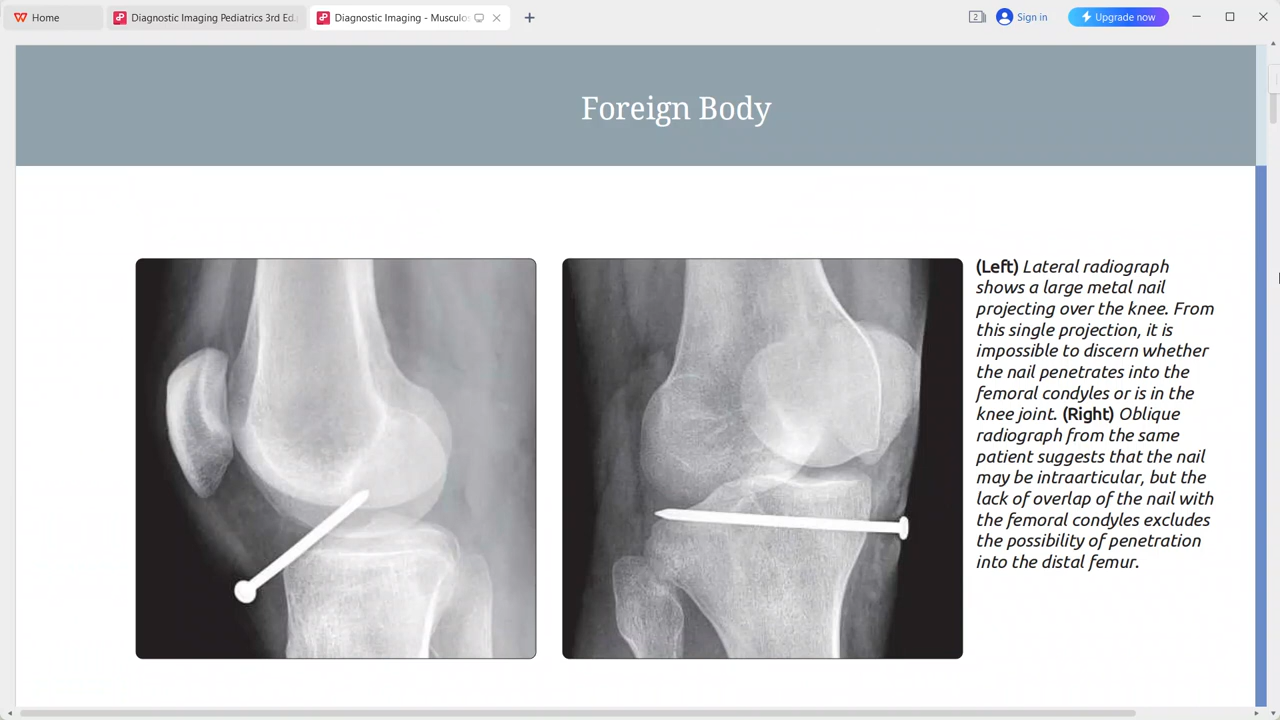 Home
Diagnostic Imaging Pediatrics 3rd Ed.
Diagnostic Imaging - Musculos
2
Sign in
Upgrade now
Foreign Body
(Left) Lateral radiograph
shows a large metal nail
projecting over the knee. From
this single projection, it is
impossible to discern whether
the nail penetrates into the
femoral condyles or is in the
knee joint. (Right) Oblique
radiograph from the same
patient suggests that the nail
may be intraarticular, but the
lack of overlap of the nail with
the femoral condyles excludes
the possibility of penetration
into the distal femur.